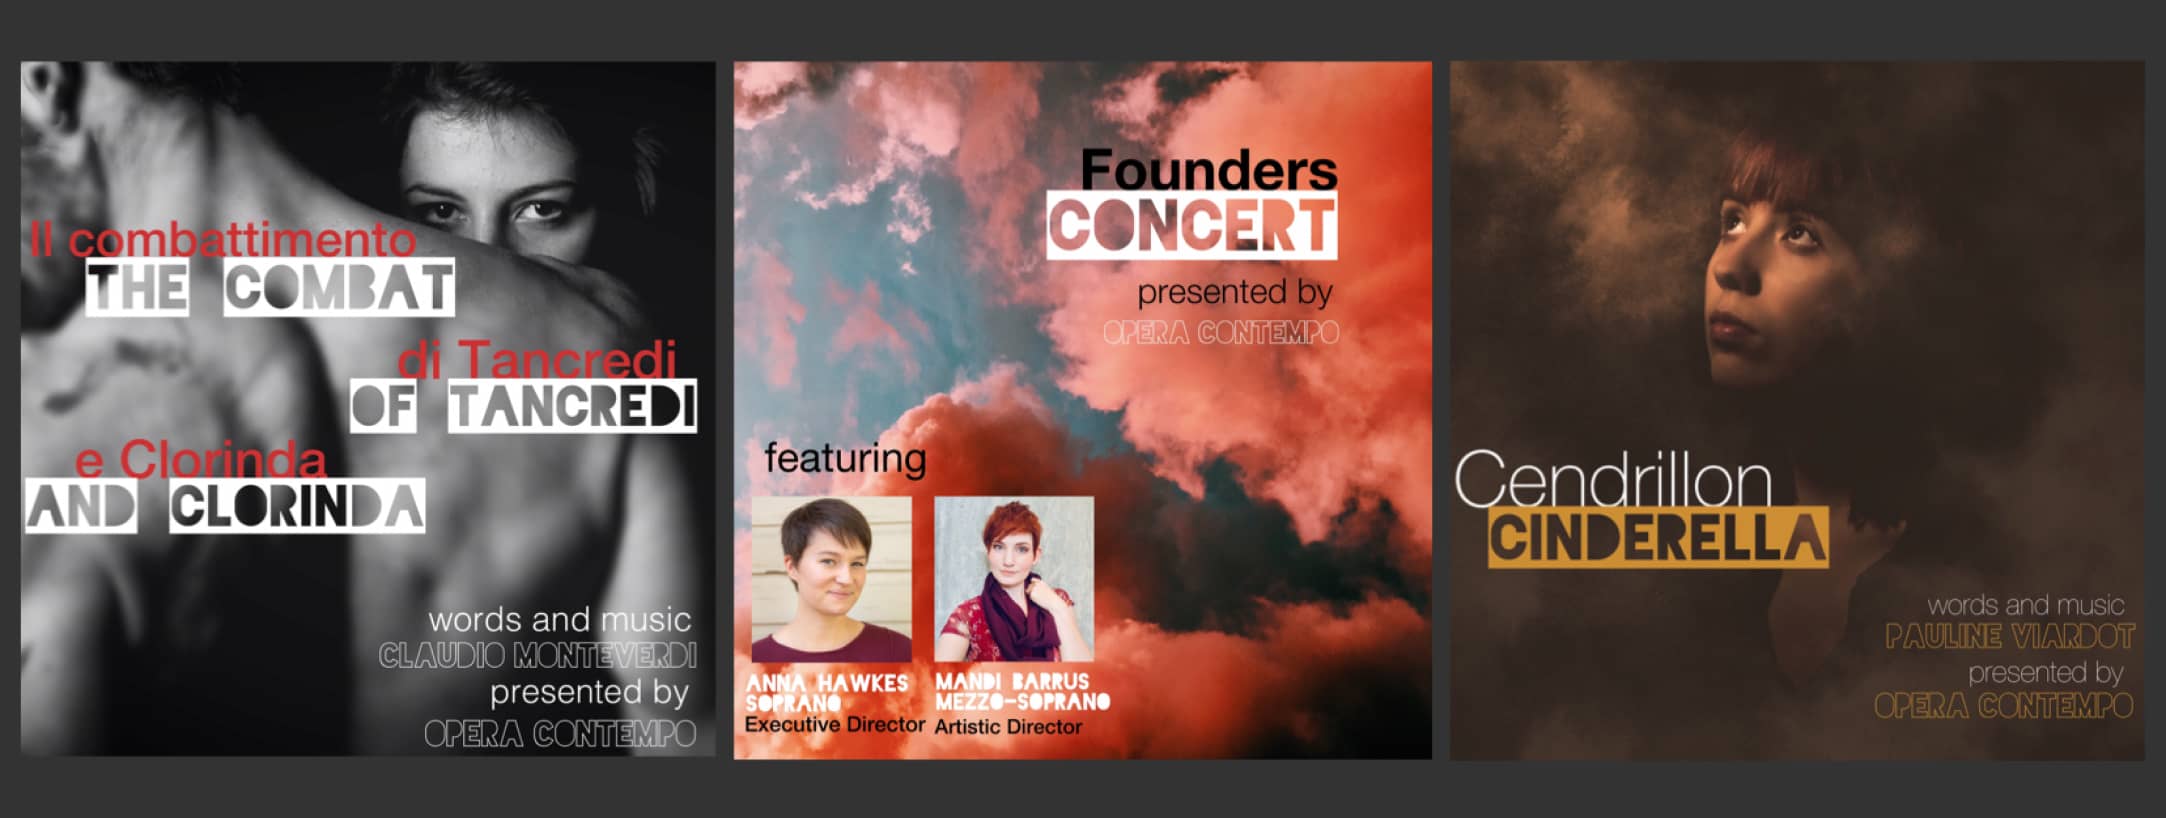 Il combattimento
THE COMBAT
di Tancredi
OF TANCREDI
e Clorinda
AND CLORINDA
words and music
CLAUDIO MONTEVERDI
presented by
OPERA CONTEMPO
Founders
CONCERT
presented by
OPERA CONTEMPO
featuring
ANNA HAWKES
SOPRANO
Executive Director
MANDI BARRUS
MEZZO-SOPRANO
Artistic Director
Cendrillon
CINDERELLA
words and music
PAULINE VIARDOT
presented by
OPERA CONTEMPO